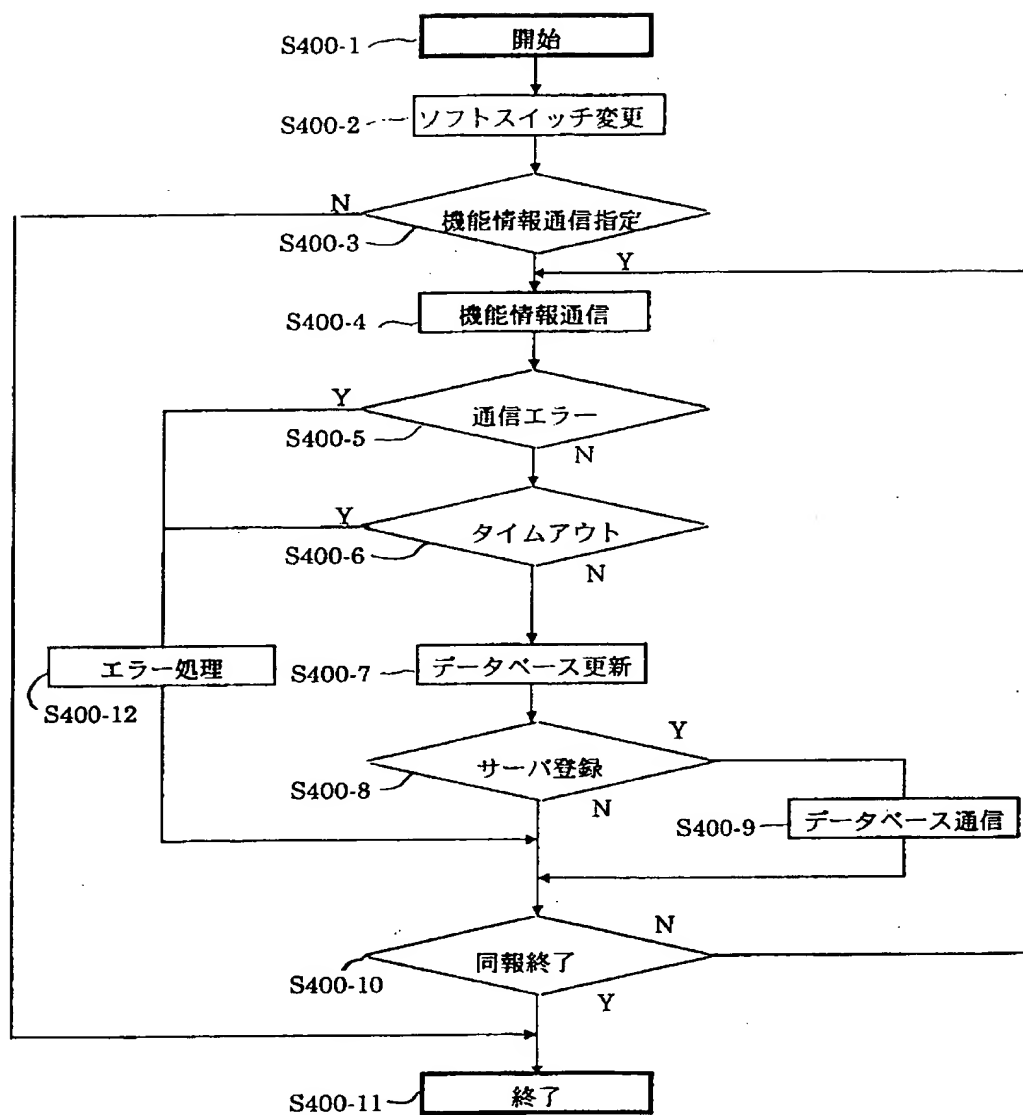 S400-1
開始
S400-2
ソフトスイッチ変更
N
機能情報通信指定
S400-3
Y
S400-4
機能情報通信
Y
通信エラー
S400-5
N
Y
タイムアウト
S400-6
N
エラー処理
S400-7
データベース更新
S400-12
Y
サーバ登録
S400-8
N
S400-9
データベース通信
N
同報終了
S400-10
Y
S400-11
終了